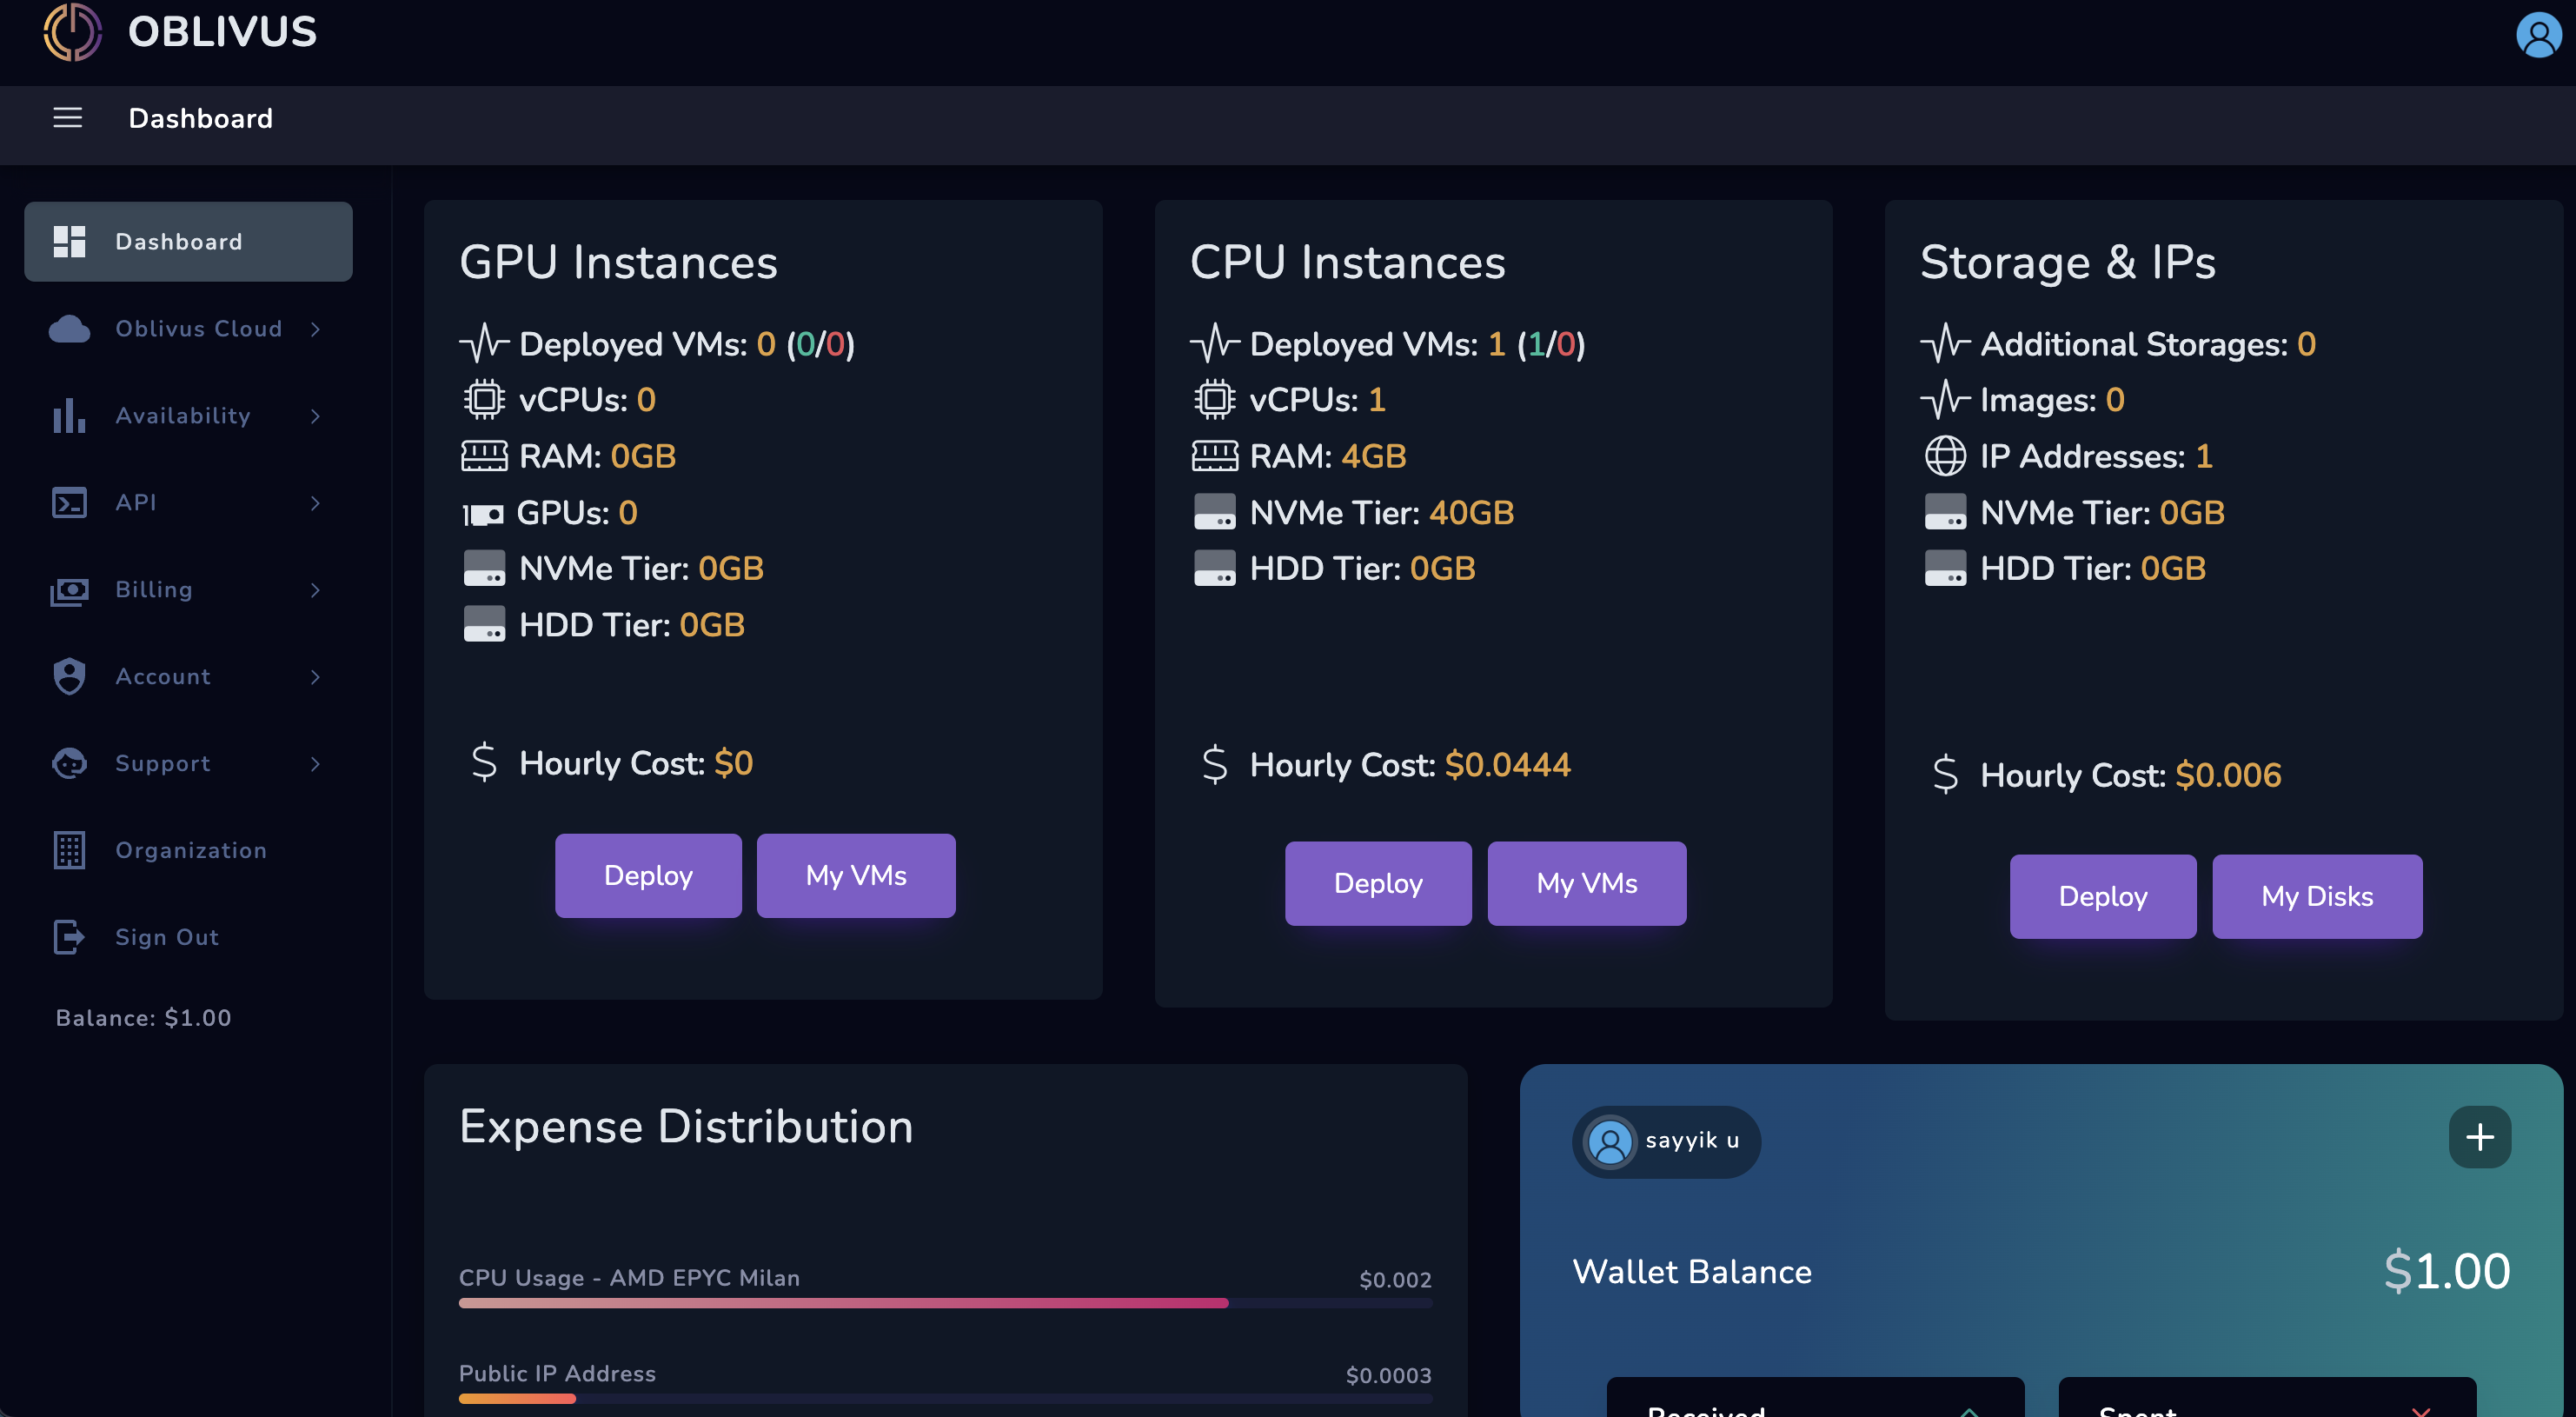 OBLIVUS
Dashboard
Dashboard
Oblivus Cloud
Availability
API
Billing
Account
Support
Organization
Sign Out
Balance: $1.00
GPU Instances
Deployed VMs: 0 (0/0)
vCPUs: 0
RAM: 0GB
GPUs: 0
NVMe Tier: 0GB
HDD Tier: 0GB
$ Hourly Cost: $0
Deploy
My VMs
CPU Instances
Deployed VMs: 1 (1/0)
vCPUs: 1
RAM: 4GB
NVMe Tier: 40GB
HDD Tier: 0GB
$ Hourly Cost: $0.0444
Deploy
My VMs
Storage & IPs
Additional Storages: 0
Images: 0
IP Addresses: 1
NVMe Tier: 0GB
HDD Tier: 0GB
$ Hourly Cost: $0.006
Deploy
My Disks
Expense Distribution
CPU Usage - AMD EPYC Milan $0.002
Public IP Address $0.0003
sayyik u
Wallet Balance $1.00
Received
Spent